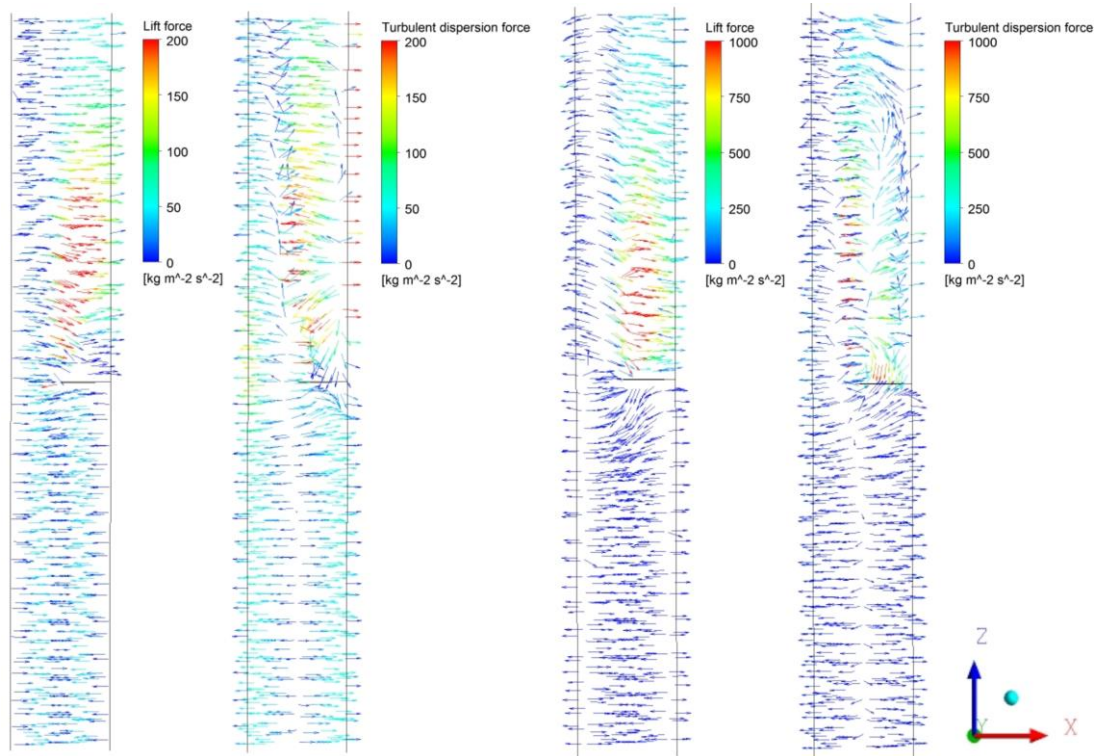 Lift force
200
150
100
50
0
[kg m^-2 s^-2]
Turbulent dispersion force
200
150
100
50
0
[kg m^-2 s^-2]
Lift force
1000
750
500
250
0
[kg m^-2 s^-2]
Turbulent dispersion force
1000
750
500
250
0
[kg m^-2 s^-2]
Z
Y
X